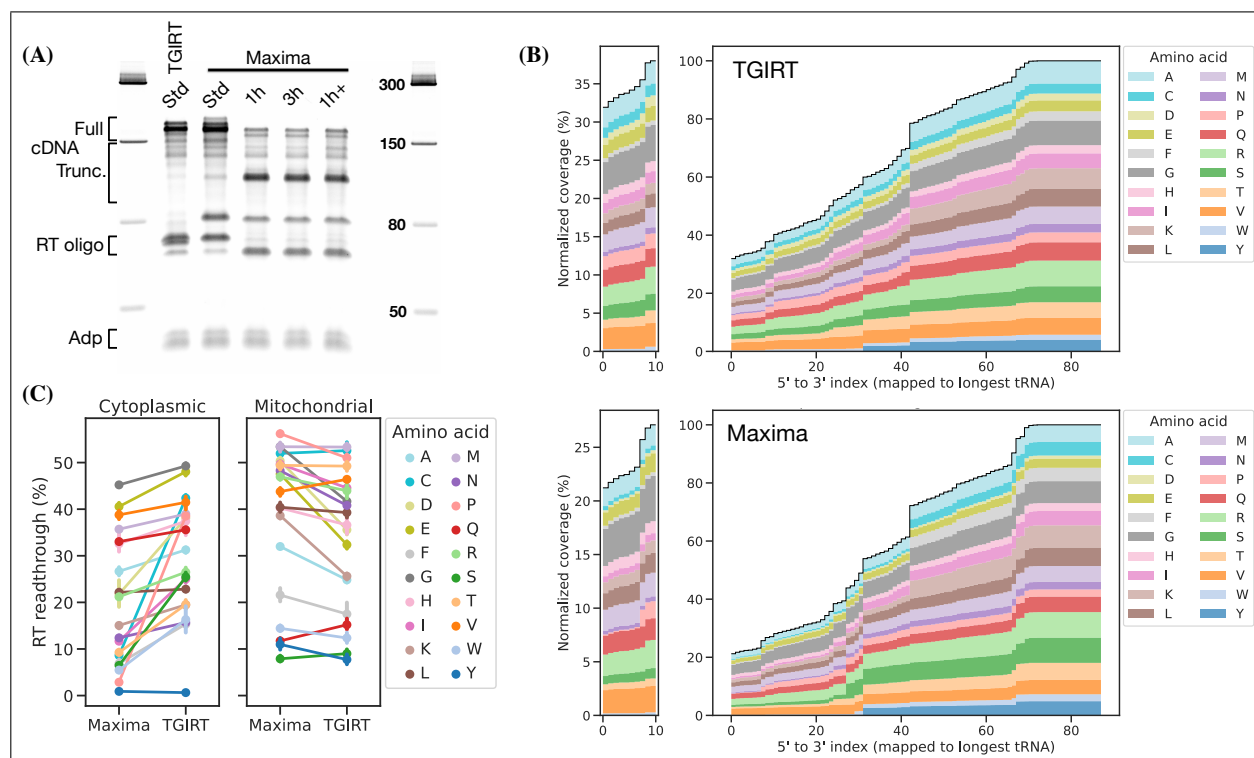 (A)
TGIRT
Maxima
Std
Std
1h
3h
1h+
300
150
80
50
Full
cDNA
Trunc.
RT oligo
Adp
(B)
Normalized coverage (%)
35
30
25
20
15
10
5
0
0
10
TGIRT
100
80
60
40
20
0
0
20
40
60
80
5' to 3' index (mapped to longest tRNA)
Amino acid
A M
C N
D P
E Q
F R
G S
H T
I V
K W
L Y
Normalized coverage (%)
25
20
15
10
5
0
0
10
Maxima
100
80
60
40
20
0
0
20
40
60
80
5' to 3' index (mapped to longest tRNA)
Amino acid
A M
C N
D P
E Q
F R
G S
H T
I V
K W
L Y
(C)
Cytoplasmic
Mitochondrial
RT readthrough (%)
50
40
30
20
10
0
Maxima TGIRT
Maxima TGIRT
Amino acid
A M
C N
D P
E Q
F R
G S
H T
I V
K W
L Y